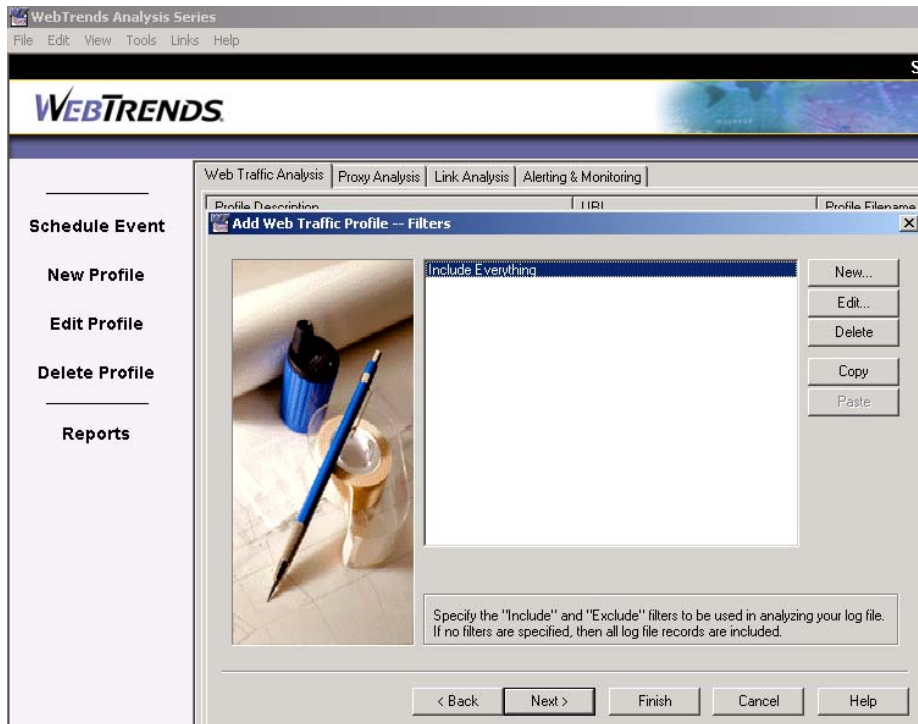 WebTrends Analysis Series
File Edit View Tools Links Help
S
WEBTRENDS
Web Traffic Analysis Proxy Analysis Link Analysis Alerting & Monitoring
Profile Description URL Profile Filename
Schedule Event
New Profile
Edit Profile
Delete Profile
Reports
Add Web Traffic Profile -- Filters
Include Everything
New...
Edit...
Delete
Copy
Paste
Specify the "Include" and "Exclude" filters to be used in analyzing your log file.
If no filters are specified, then all log file records are included.
< Back Next > Finish Cancel Help